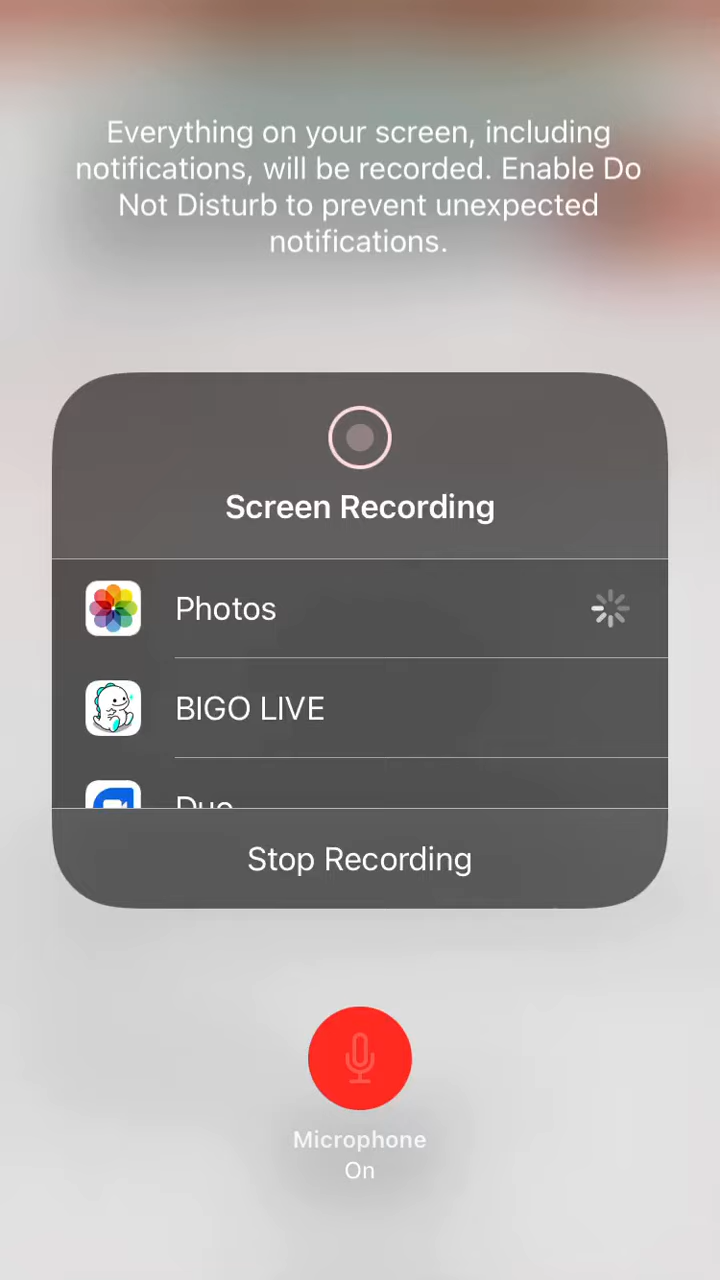 Everything on your screen, including
notifications, will be recorded. Enable Do
Not Disturb to prevent unexpected
notifications.
Screen Recording
Photos
BIGO LIVE
Duo
Stop Recording
Microphone
On